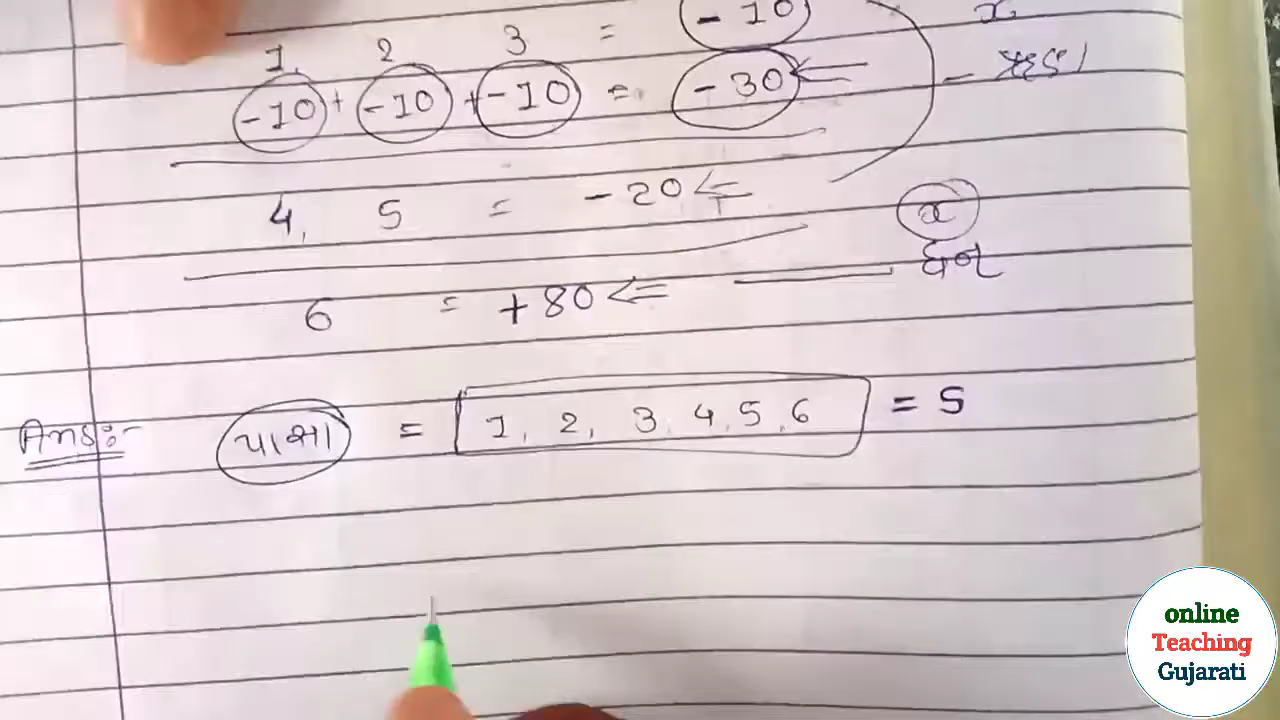 1, 2 3 = -10 x
-10 + -10 + -10 = -30
4, 5 = -20
x
ધન
6 = +80
Ans:- પાસા = 1, 2, 3, 4, 5, 6 = S
online
Teaching
Gujarati